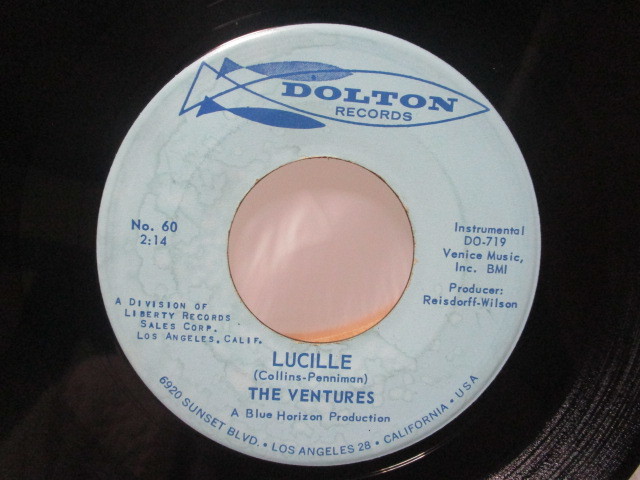 DOLTON
RECORDS
No. 60
2:14
Instrumental
DO-719
Venice Music,
Inc. BMI
Producer:
Reisdorff-Wilson
A DIVISION OF
LIBERTY RECORDS
SALES CORP.
LOS ANGELES, CALIF.
LUCILLE
(Collins-Penniman)
THE VENTURES
A Blue Horizon Production
6920 SUNSET BLVD. • LOS ANGELES 28 • CALIFORNIA • USA